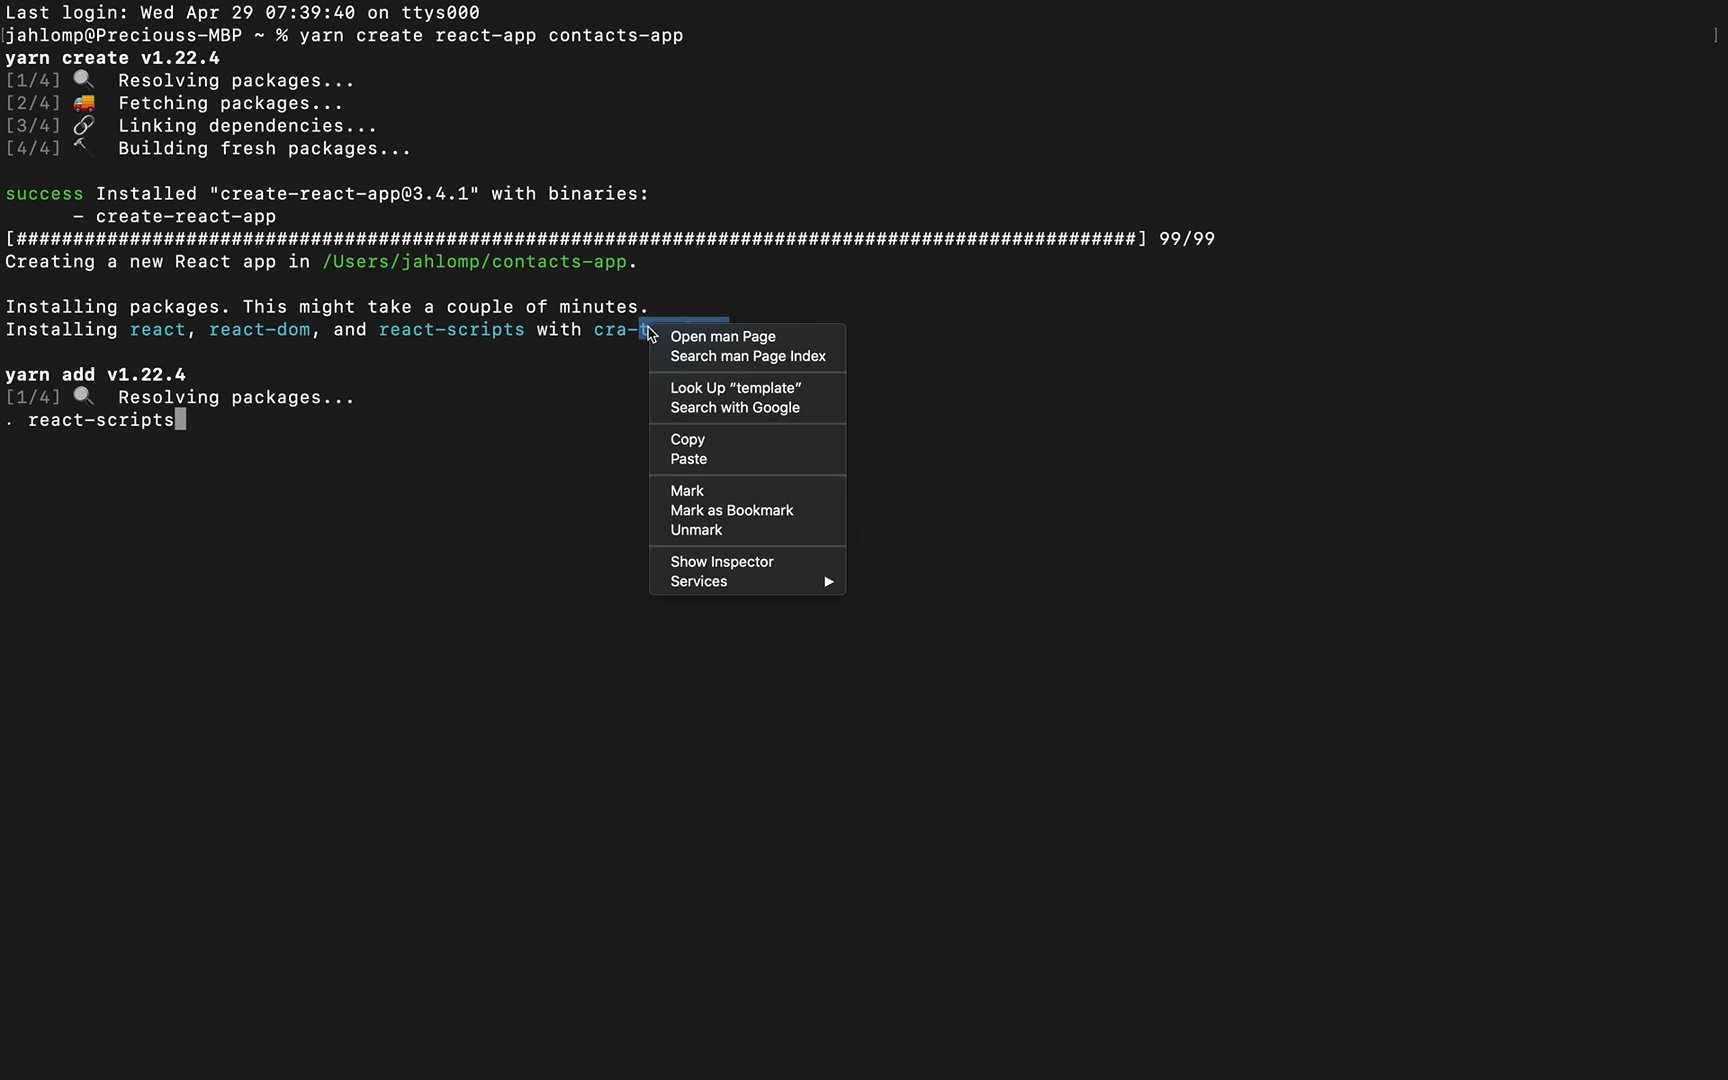 Last login: Wed Apr 29 07:39:40 on ttys000
[jahlomp@Preciouss-MBP ~ % yarn create react-app contacts-app ]
yarn create v1.22.4
[1/4] 🔍 Resolving packages...
[2/4] 🚚 Fetching packages...
[3/4] 🔗 Linking dependencies...
[4/4] 🔨 Building fresh packages...
success Installed "create-react-app@3.4.1" with binaries:
– create-react-app
[###################################################################################################] 99/99
Creating a new React app in /Users/jahlomp/contacts-app.
Installing packages. This might take a couple of minutes.
Installing react, react-dom, and react-scripts with cra-
yarn add v1.22.4
[1/4] 🔍 Resolving packages...
. react-scripts
Open man Page
Search man Page Index
Look Up “template”
Search with Google
Copy
Paste
Mark
Mark as Bookmark
Unmark
Show Inspector
Services ▶